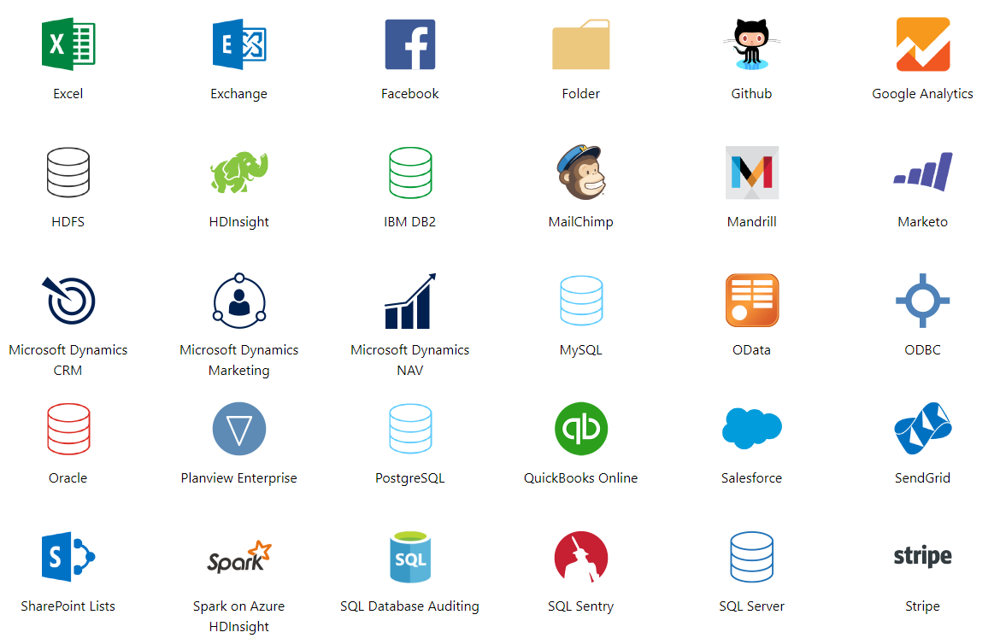 X
E
f
Excel
Exchange
Facebook
Folder
Github
Google Analytics
M
HDFS
HDInsight
IBM DB2
MailChimp
Mandrill
Marketo
Microsoft Dynamics
CRM
Microsoft Dynamics
Marketing
Microsoft Dynamics
NAV
MySQL
OData
ODBC
qb
Oracle
Planview Enterprise
PostgreSQL
QuickBooks Online
Salesforce
SendGrid
S
Spark
SQL
stripe
SharePoint Lists
Spark on Azure
HDInsight
SQL Database Auditing
SQL Sentry
SQL Server
Stripe